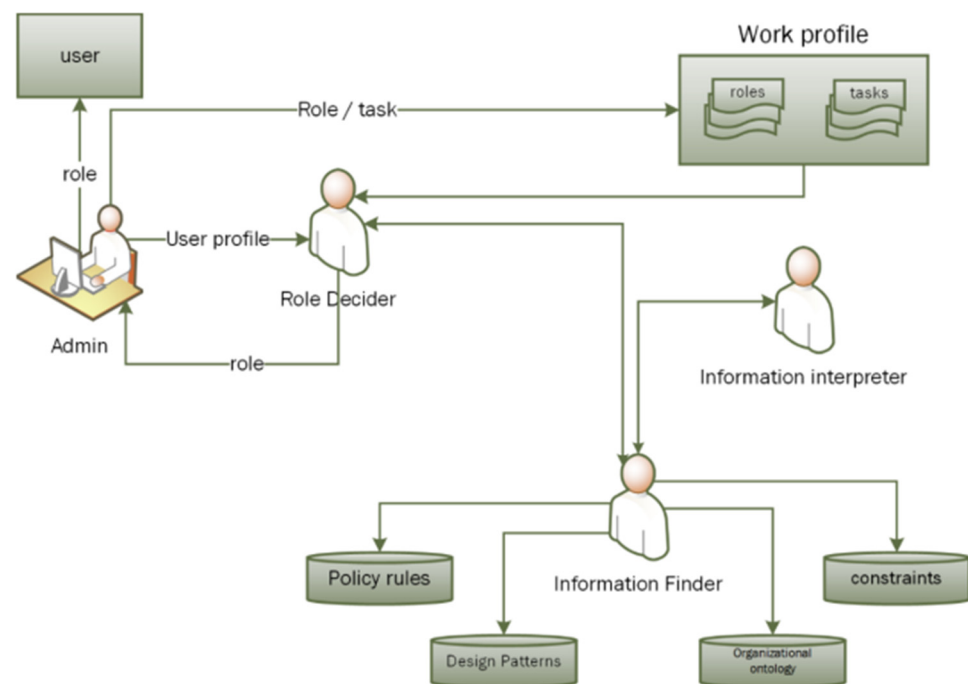 user
Work profile
roles
tasks
Role / task
role
User profile
Role Decider
Admin
role
Information interpreter
Policy rules
Information Finder
constraints
Design Patterns
Organizational
ontology